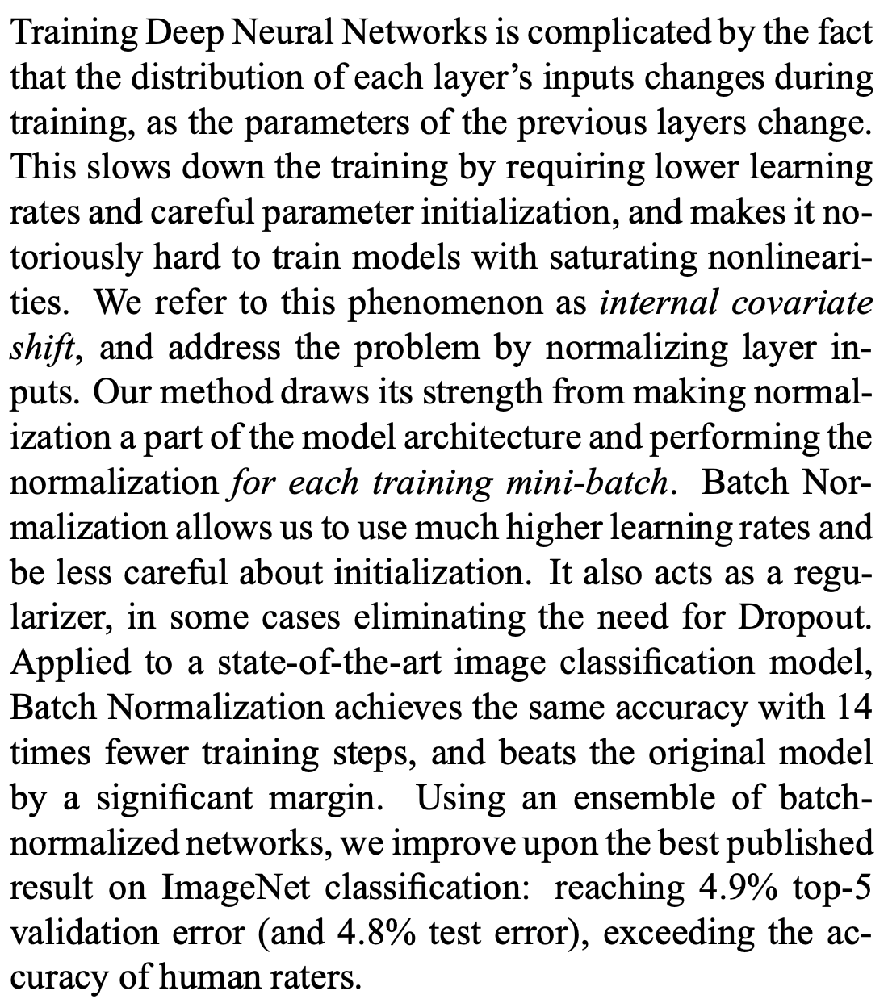 Training Deep Neural Networks is complicated by the fact
that the distribution of each layer’s inputs changes during
training, as the parameters of the previous layers change.
This slows down the training by requiring lower learning
rates and careful parameter initialization, and makes it no-
toriously hard to train models with saturating nonlineari-
ties. We refer to this phenomenon as internal covariate
shift, and address the problem by normalizing layer in-
puts. Our method draws its strength from making normal-
ization a part of the model architecture and performing the
normalization for each training mini-batch. Batch Nor-
malization allows us to use much higher learning rates and
be less careful about initialization. It also acts as a regu-
larizer, in some cases eliminating the need for Dropout.
Applied to a state-of-the-art image classification model,
Batch Normalization achieves the same accuracy with 14
times fewer training steps, and beats the original model
by a significant margin. Using an ensemble of batch-
normalized networks, we improve upon the best published
result on ImageNet classification: reaching 4.9% top-5
validation error (and 4.8% test error), exceeding the ac-
curacy of human raters.